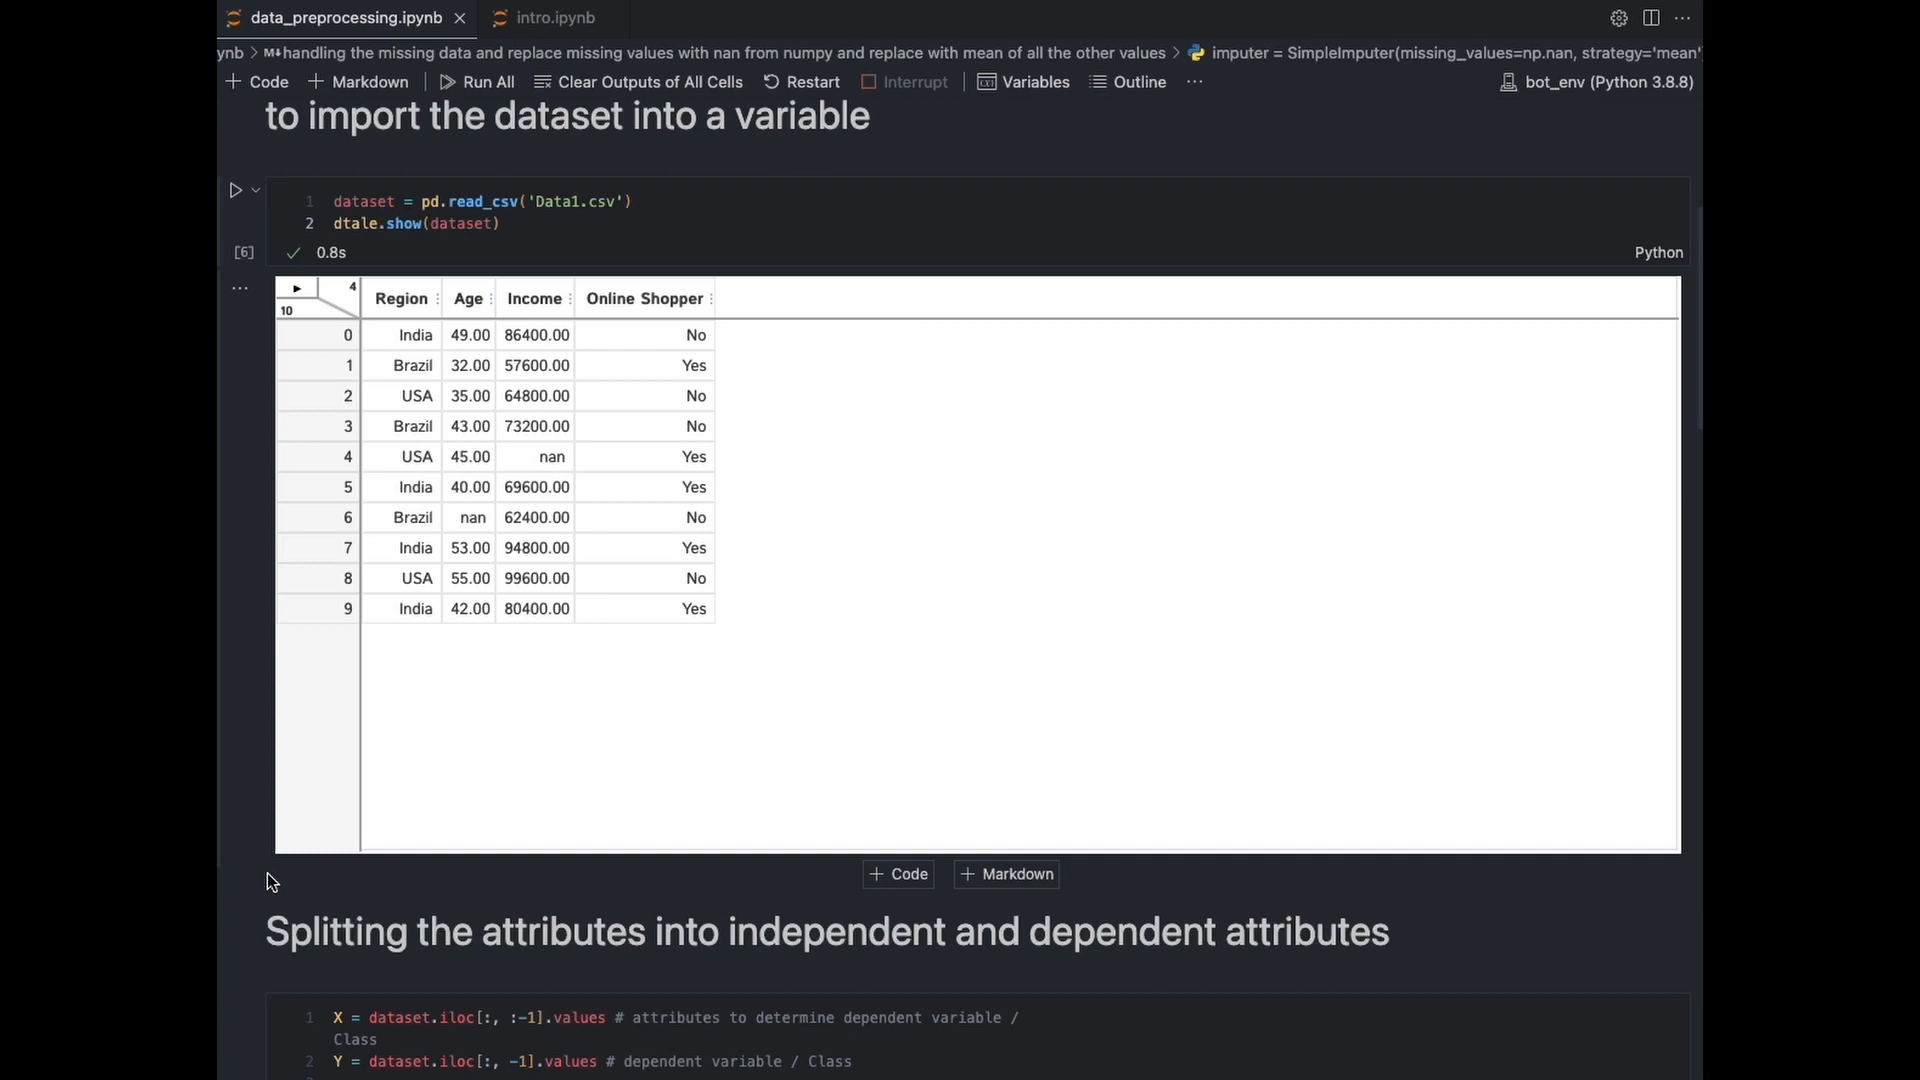 data_preprocessing.ipynb intro.ipynb
ynb > M↓handling the missing data and replace missing values with nan from numpy and replace with mean of all the other values > imputer = SimpleImputer(missing_values=np.nan, strategy='mean'
+ Code + Markdown Run All Clear Outputs of All Cells Restart Interrupt Variables Outline ... bot_env (Python 3.8.8)
to import the dataset into a variable
1 dataset = pd.read_csv('Data1.csv')
2 dtale.show(dataset)
[6] 0.8s Python
4 Region Age Income Online Shopper
10
0 India 49.00 86400.00 No
1 Brazil 32.00 57600.00 Yes
2 USA 35.00 64800.00 No
3 Brazil 43.00 73200.00 No
4 USA 45.00 nan Yes
5 India 40.00 69600.00 Yes
6 Brazil nan 62400.00 No
7 India 53.00 94800.00 Yes
8 USA 55.00 99600.00 No
9 India 42.00 80400.00 Yes
+ Code + Markdown
Splitting the attributes into independent and dependent attributes
1 X = dataset.iloc[:, :-1].values # attributes to determine dependent variable /
Class
2 Y = dataset.iloc[:, -1].values # dependent variable / Class